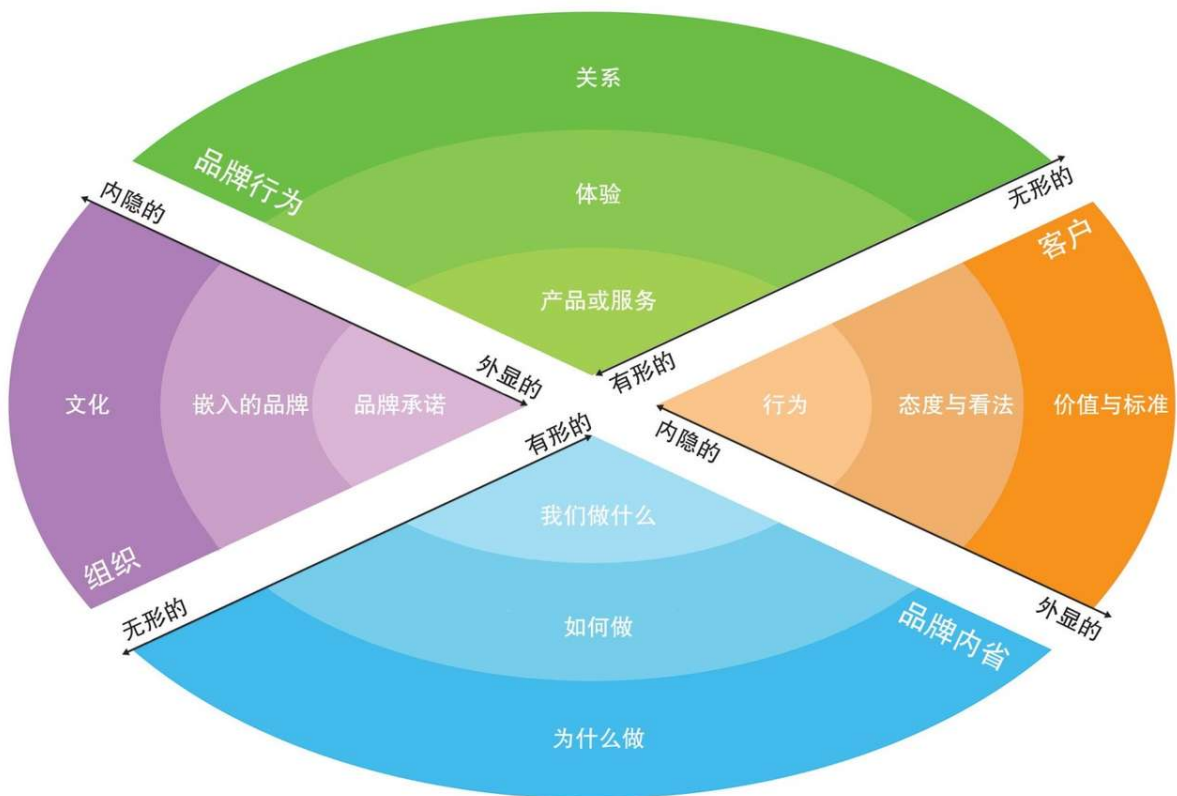 关系
品牌行为
体验
产品或服务
内隐的
外显的
无形的
有形的
客户
文化
嵌入的品牌
品牌承诺
组织
行为
态度与看法
价值与标准
内隐的
外显的
有形的
无形的
我们做什么
如何做
为什么做
品牌内省